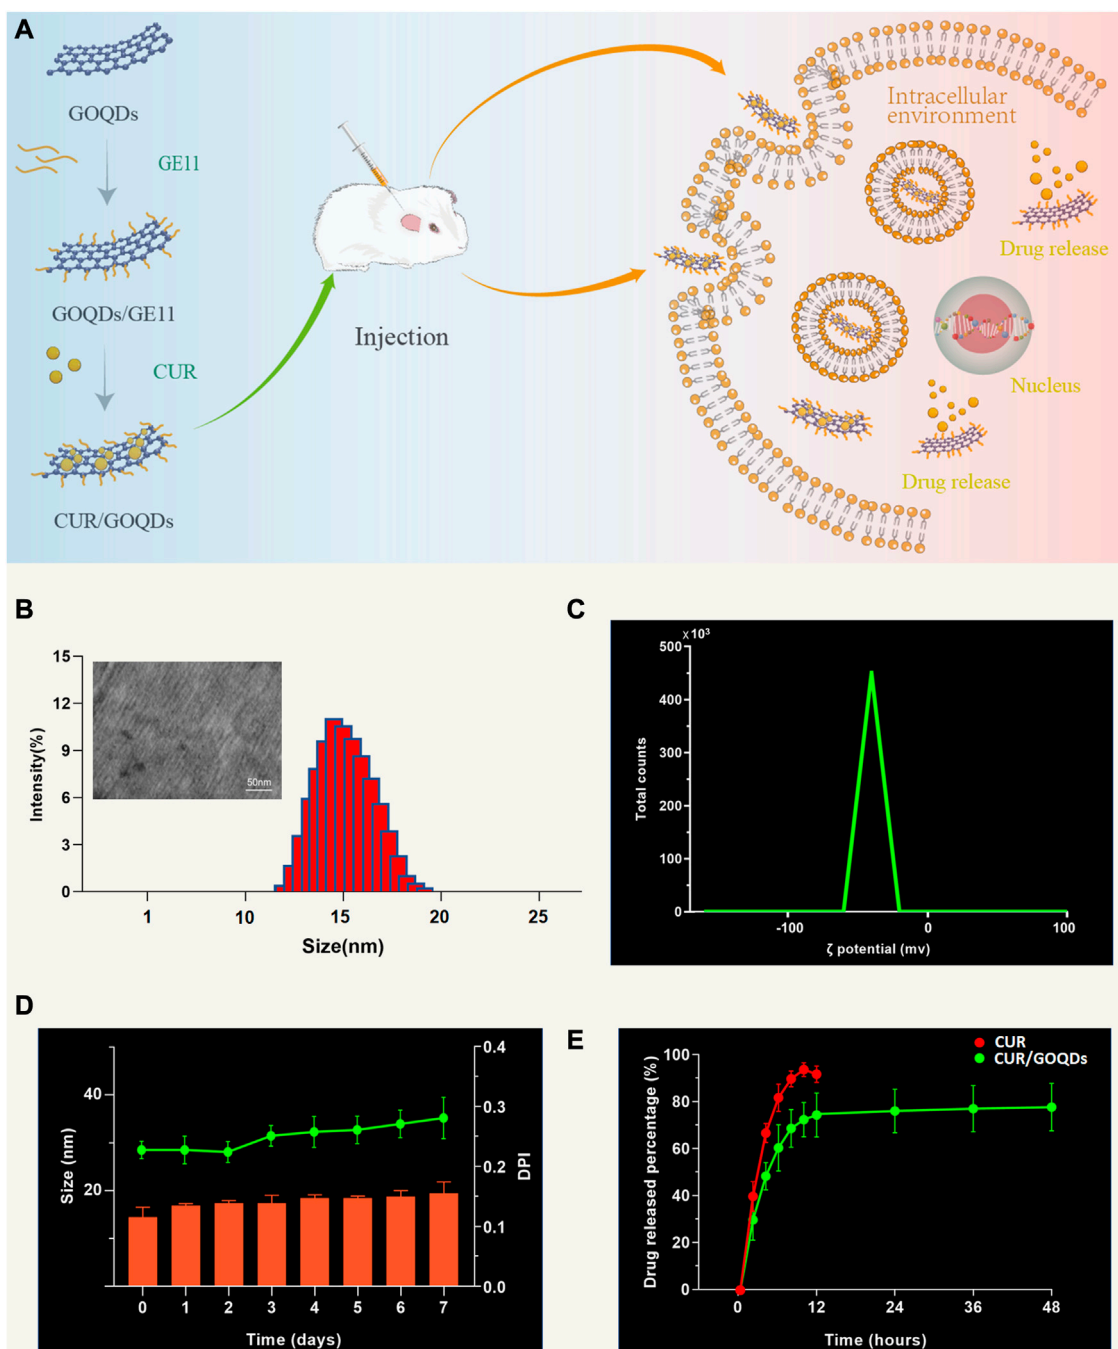 A
GOQDs
GE11
GOQDs/GE11
CUR
CUR/GOQDs
Injection
Intracellular
environment
Drug release
Nucleus
Drug release
B
15
12
9
6
3
0
Intensity(%)
50nm
1 10 15 20 25
Size(nm)
C
×10³
500
400
300
200
100
0
Total counts
-100 0 100
ζ potential (mv)
D
40
20
Size (nm)
0.4
0.3
0.2
0.1
0.0
DPI
0 1 2 3 4 5 6 7
Time (days)
E
CUR
CUR/GOQDs
100
80
60
40
20
0
Drug released percentage (%)
0 12 24 36 48
Time (hours)